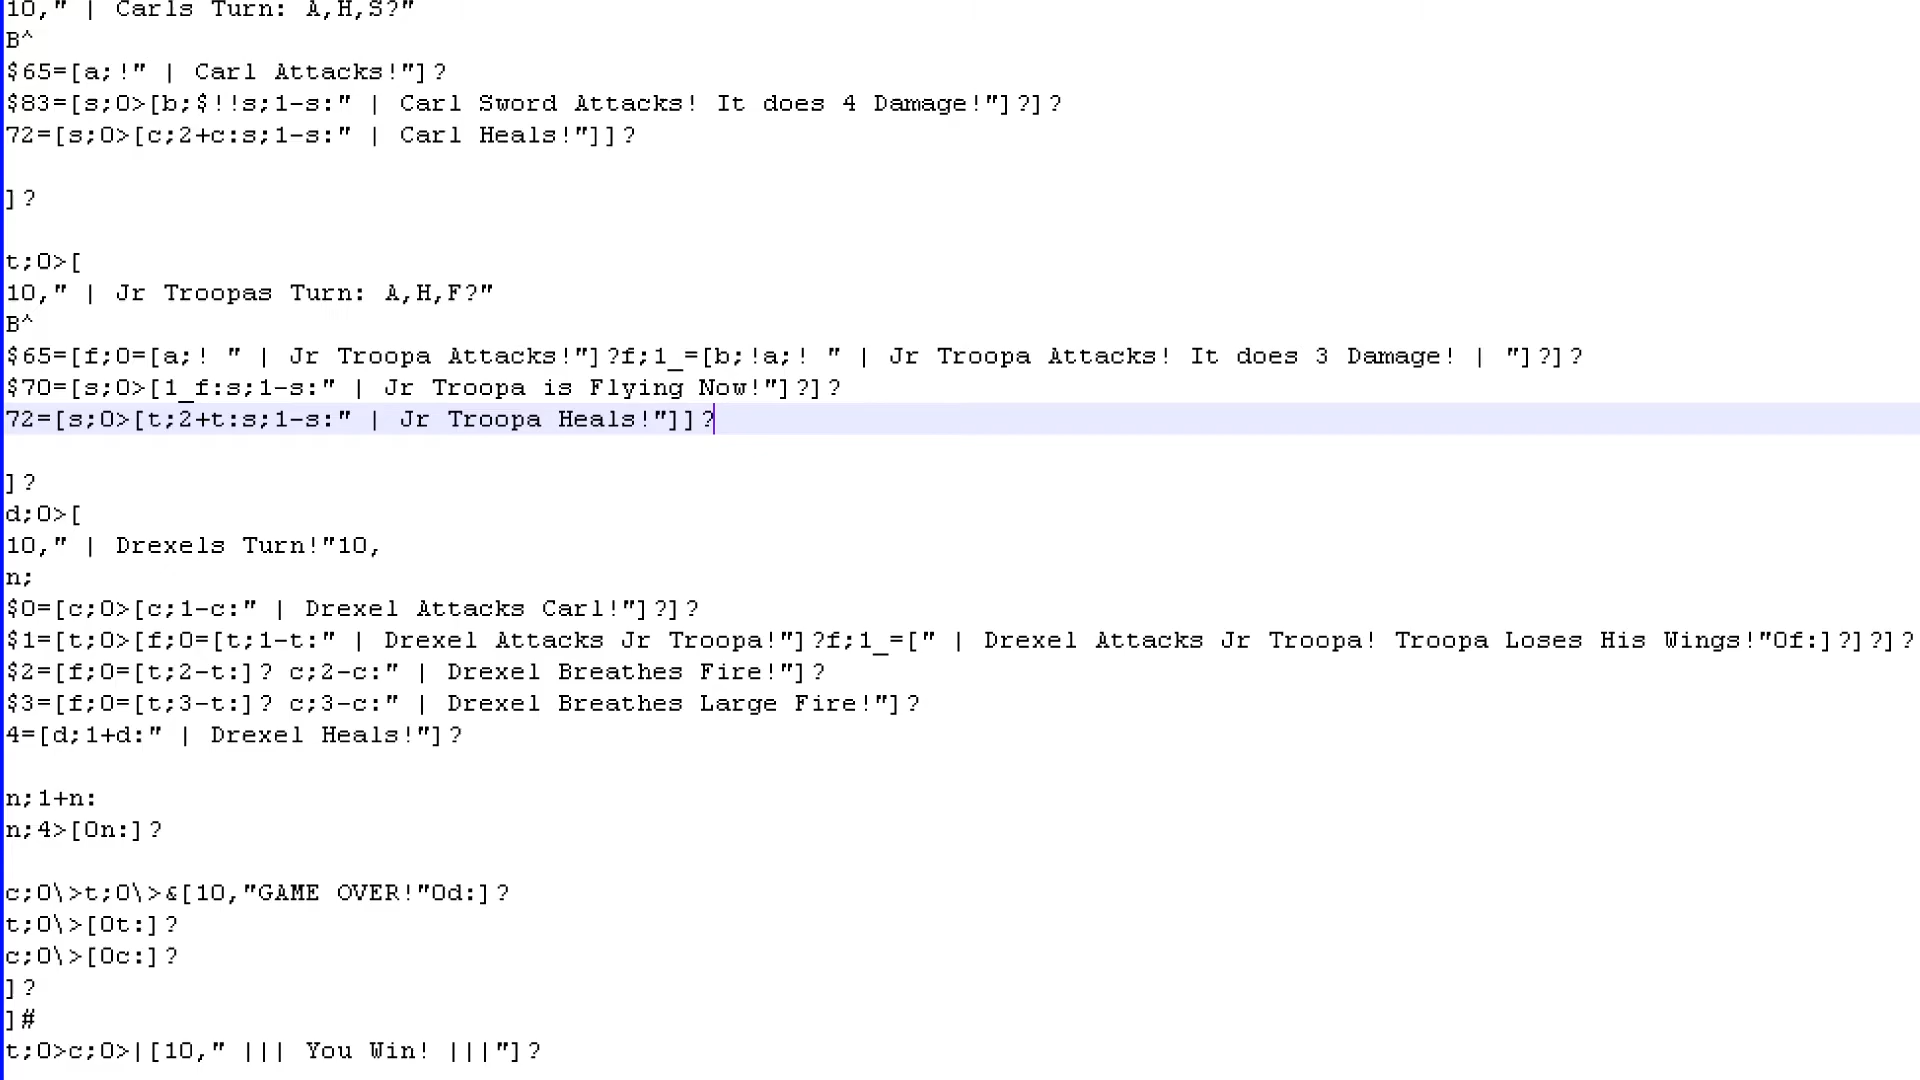 10," | Carls Turn: A,H,S?"
B^
$65=[a;!" | Carl Attacks!"]?
$83=[s;0>[b;$!!s;1-s:" | Carl Sword Attacks! It does 4 Damage!"]?]?
72=[s;0>[c;2+c:s;1-s:" | Carl Heals!"]]?
]?
t;0>[
10," | Jr Troopas Turn: A,H,F?"
B^
$65=[f;0=[a;! " | Jr Troopa Attacks!"]?f;1_=[b;!a;! " | Jr Troopa Attacks! It does 3 Damage! | "]?]?
$70=[s;0>[1_f:s;1-s:" | Jr Troopa is Flying Now!"]?]?
72=[s;0>[t;2+t:s;1-s:" | Jr Troopa Heals!"]]?
]?
d;0>[
10," | Drexels Turn!"10,
n;
$0=[c;0>[c;1-c:" | Drexel Attacks Carl!"]?]?
$1=[t;0>[f;0=[t;1-t:" | Drexel Attacks Jr Troopa!"]?f;1_=[" | Drexel Attacks Jr Troopa! Troopa Loses His Wings!"0f:]?]?]?
$2=[f;0=[t;2-t:]? c;2-c:" | Drexel Breathes Fire!"]?
$3=[f;0=[t;3-t:]? c;3-c:" | Drexel Breathes Large Fire!"]?
4=[d;1+d:" | Drexel Heals!"]?
n;1+n:
n;4>[0n:]?
c;0\>t;0\>&[10,"GAME OVER!"0d:]?
t;0\>[0t:]?
c;0\>[0c:]?
]?
]#
t;0>c;0>|[10," ||| You Win! |||"]?